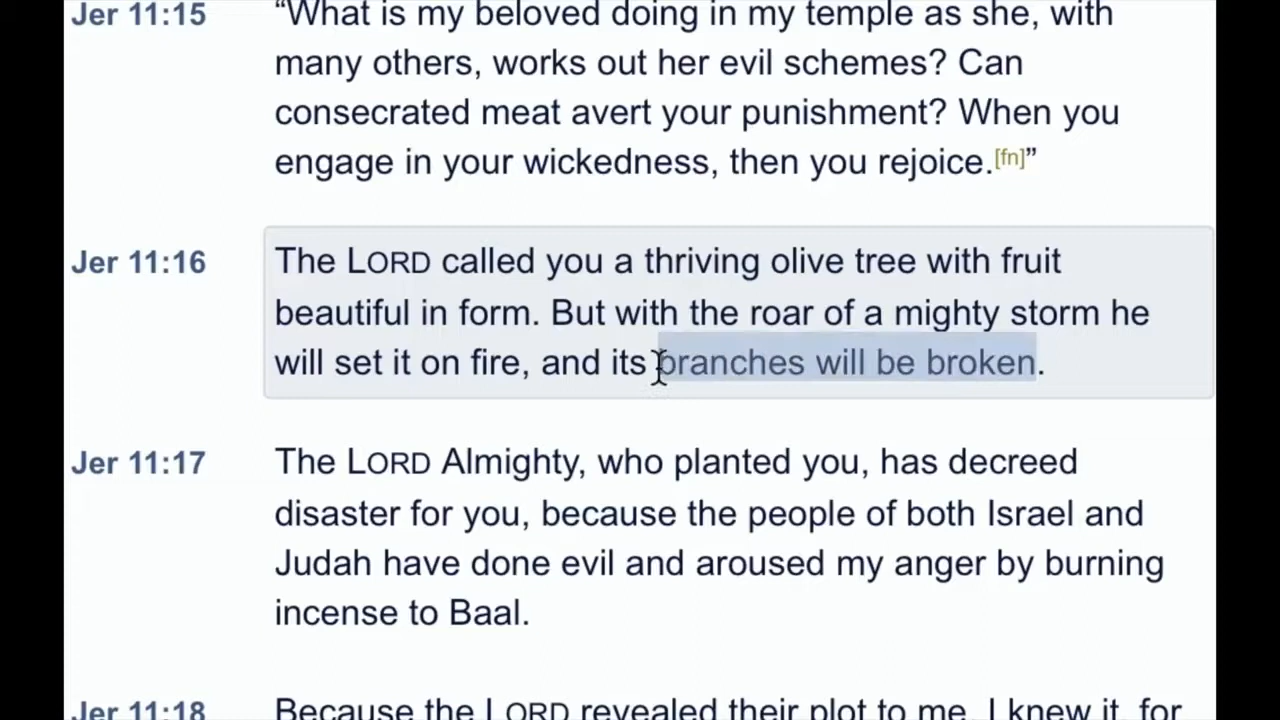 Jer 11:15 “What is my beloved doing in my temple as she, with
many others, works out her evil schemes? Can
consecrated meat avert your punishment? When you
engage in your wickedness, then you rejoice.[fn]”
Jer 11:16 The LORD called you a thriving olive tree with fruit
beautiful in form. But with the roar of a mighty storm he
will set it on fire, and its branches will be broken.
Jer 11:17 The LORD Almighty, who planted you, has decreed
disaster for you, because the people of both Israel and
Judah have done evil and aroused my anger by burning
incense to Baal.
Jer 11:18 Because the LORD revealed their plot to me, I knew it, for